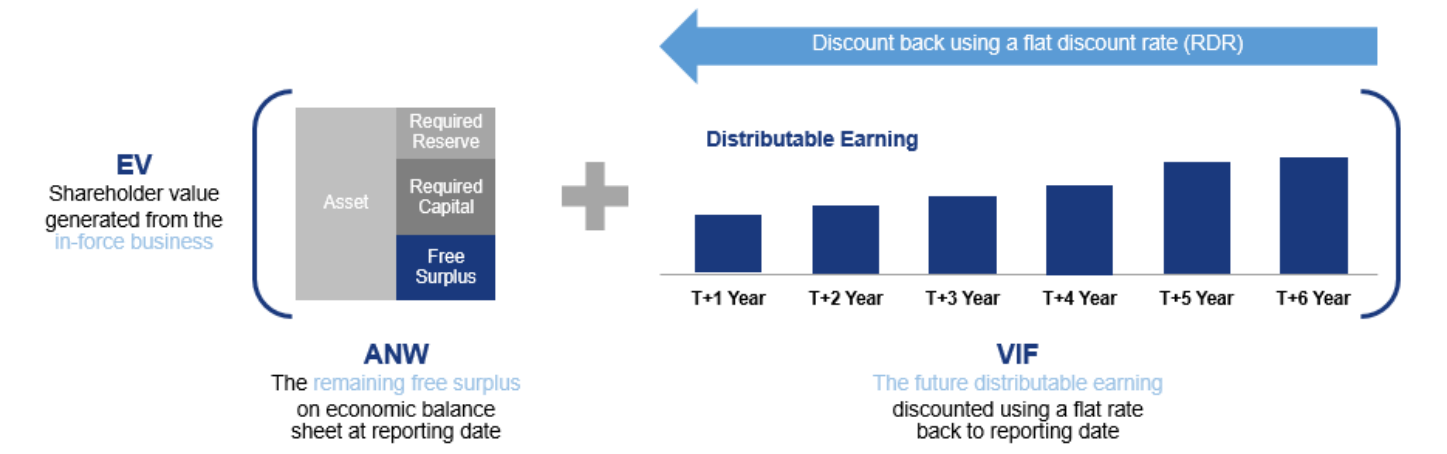 Discount back using a flat discount rate (RDR)
EV
Shareholder value
generated from the
in-force business
Asset
Required
Reserve
Required
Capital
Free
Surplus
Distributable Earning
T+1 Year
T+2 Year
T+3 Year
T+4 Year
T+5 Year
T+6 Year
ANW
The remaining free surplus
on economic balance
sheet at reporting date
VIF
The future distributable earning
discounted using a flat rate
back to reporting date